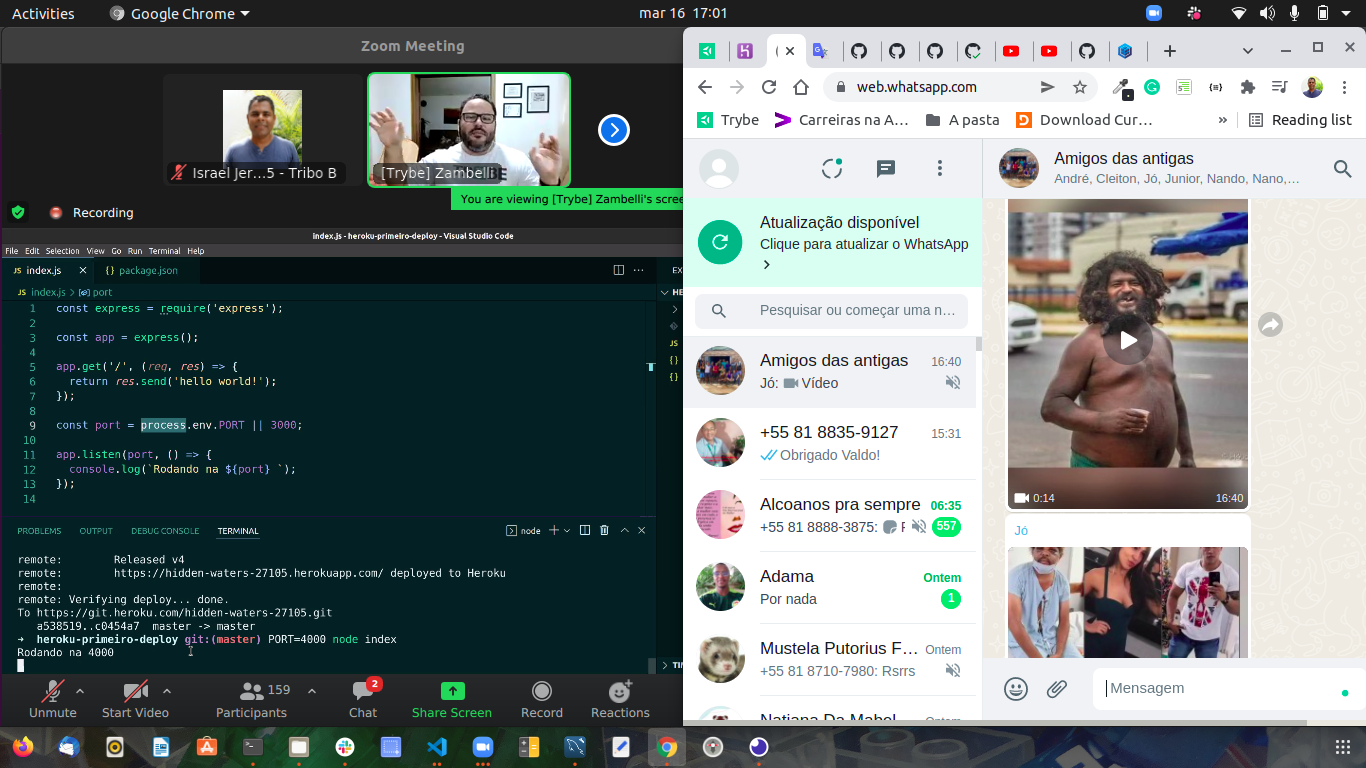 Activities
Google Chrome
mar 16 17:01
Zoom Meeting
Israel Jer…5 - Tribo B
[Trybe] Zambelli
You are viewing [Trybe] Zambelli's scree
Recording
index.js - heroku-primeiro-deploy - Visual Studio Code
File Edit Selection View Go Run Terminal Help
JS index.js
{} package.json
EX
JS index.js > port
HE
1 const express = require('express');
2
3 const app = express();
4
5 app.get('/', (req, res) => {
6 return res.send('hello world!');
7 });
8
9 const port = process.env.PORT || 3000;
10
11 app.listen(port, () => {
12 console.log(`Rodando na ${port} `);
13 });
14
JS
{}
{}
PROBLEMS OUTPUT DEBUG CONSOLE TERMINAL
node
remote: Released v4
remote: https://hidden-waters-27105.herokuapp.com/ deployed to Heroku
remote:
remote: Verifying deploy... done.
To https://git.heroku.com/hidden-waters-27105.git
a538519..c0454a7 master -> master
→ heroku-primeiro-deploy git:(master) PORT=4000 node index
Rodando na 4000
TIM
Unmute
Start Video
159
Participants
2
Chat
Share Screen
Record
Reactions
web.whatsapp.com
Trybe
Carreiras na A…
A pasta
Download Cur…
»
Reading list
Atualização disponível
Clique para atualizar o WhatsApp
Pesquisar ou começar uma n…
Amigos das antigas 16:40
Jó: Vídeo
+55 81 8835-9127 15:31
Obrigado Valdo!
Alcoanos pra sempre 06:35
+55 81 8888-3875: F 557
Adama Ontem
Por nada 1
Mustela Putorius F… Ontem
+55 81 8710-7980: Rsrrs
Natiana Da Mabel Ontem
Amigos das antigas
André, Cleiton, Jó, Junior, Nando, Nano,…
0:14 16:40
Jó
Mensagem